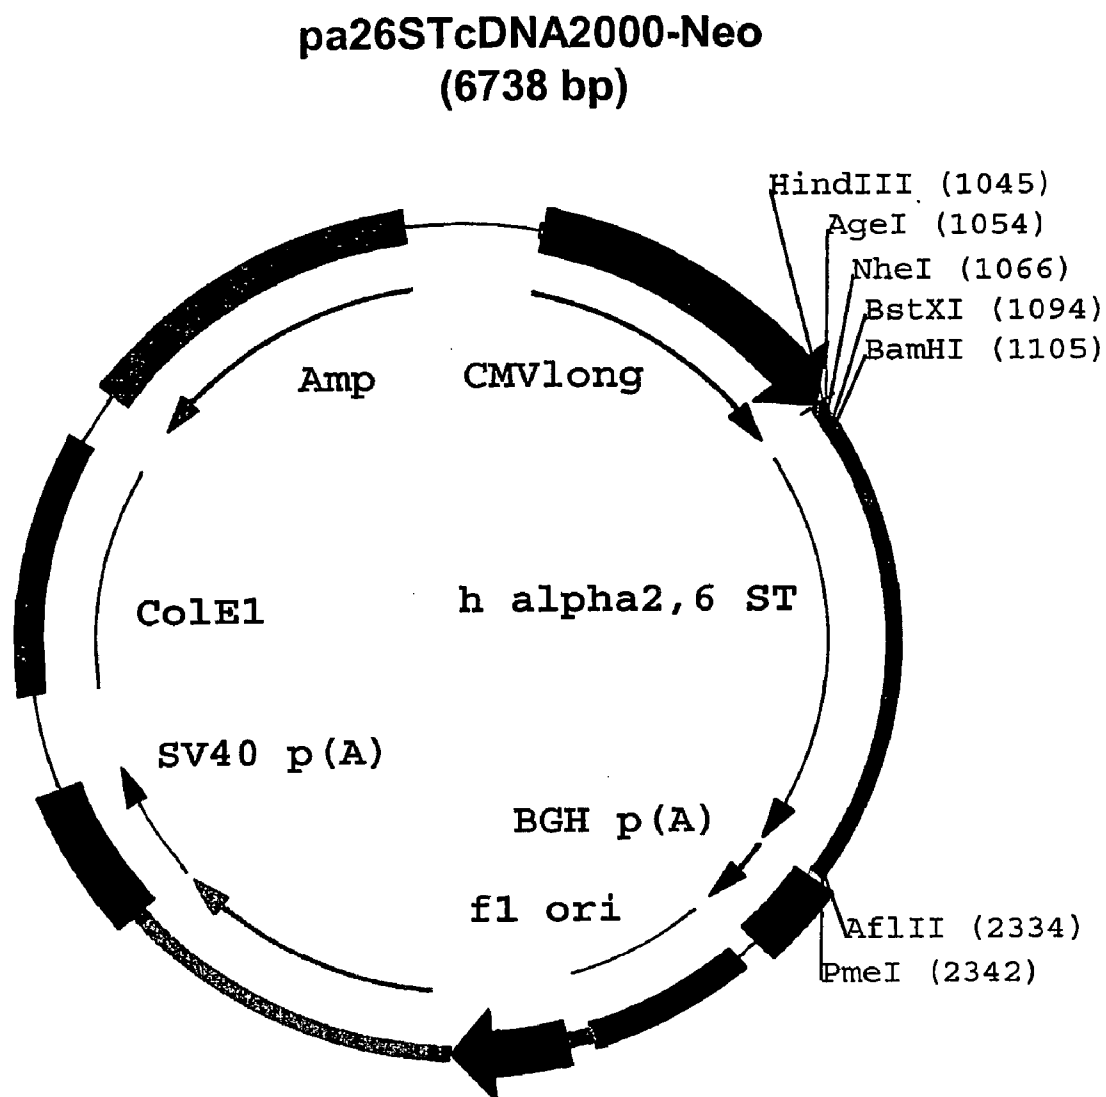 pa26STcDNA2000-Neo
(6738 bp)
HindIII (1045)
AgeI (1054)
NheI (1066)
BstXI (1094)
BamHI (1105)
Amp
CMVlong
ColE1
h alpha2,6 ST
SV40 p(A)
BGH p(A)
f1 ori
AflII (2334)
PmeI (2342)